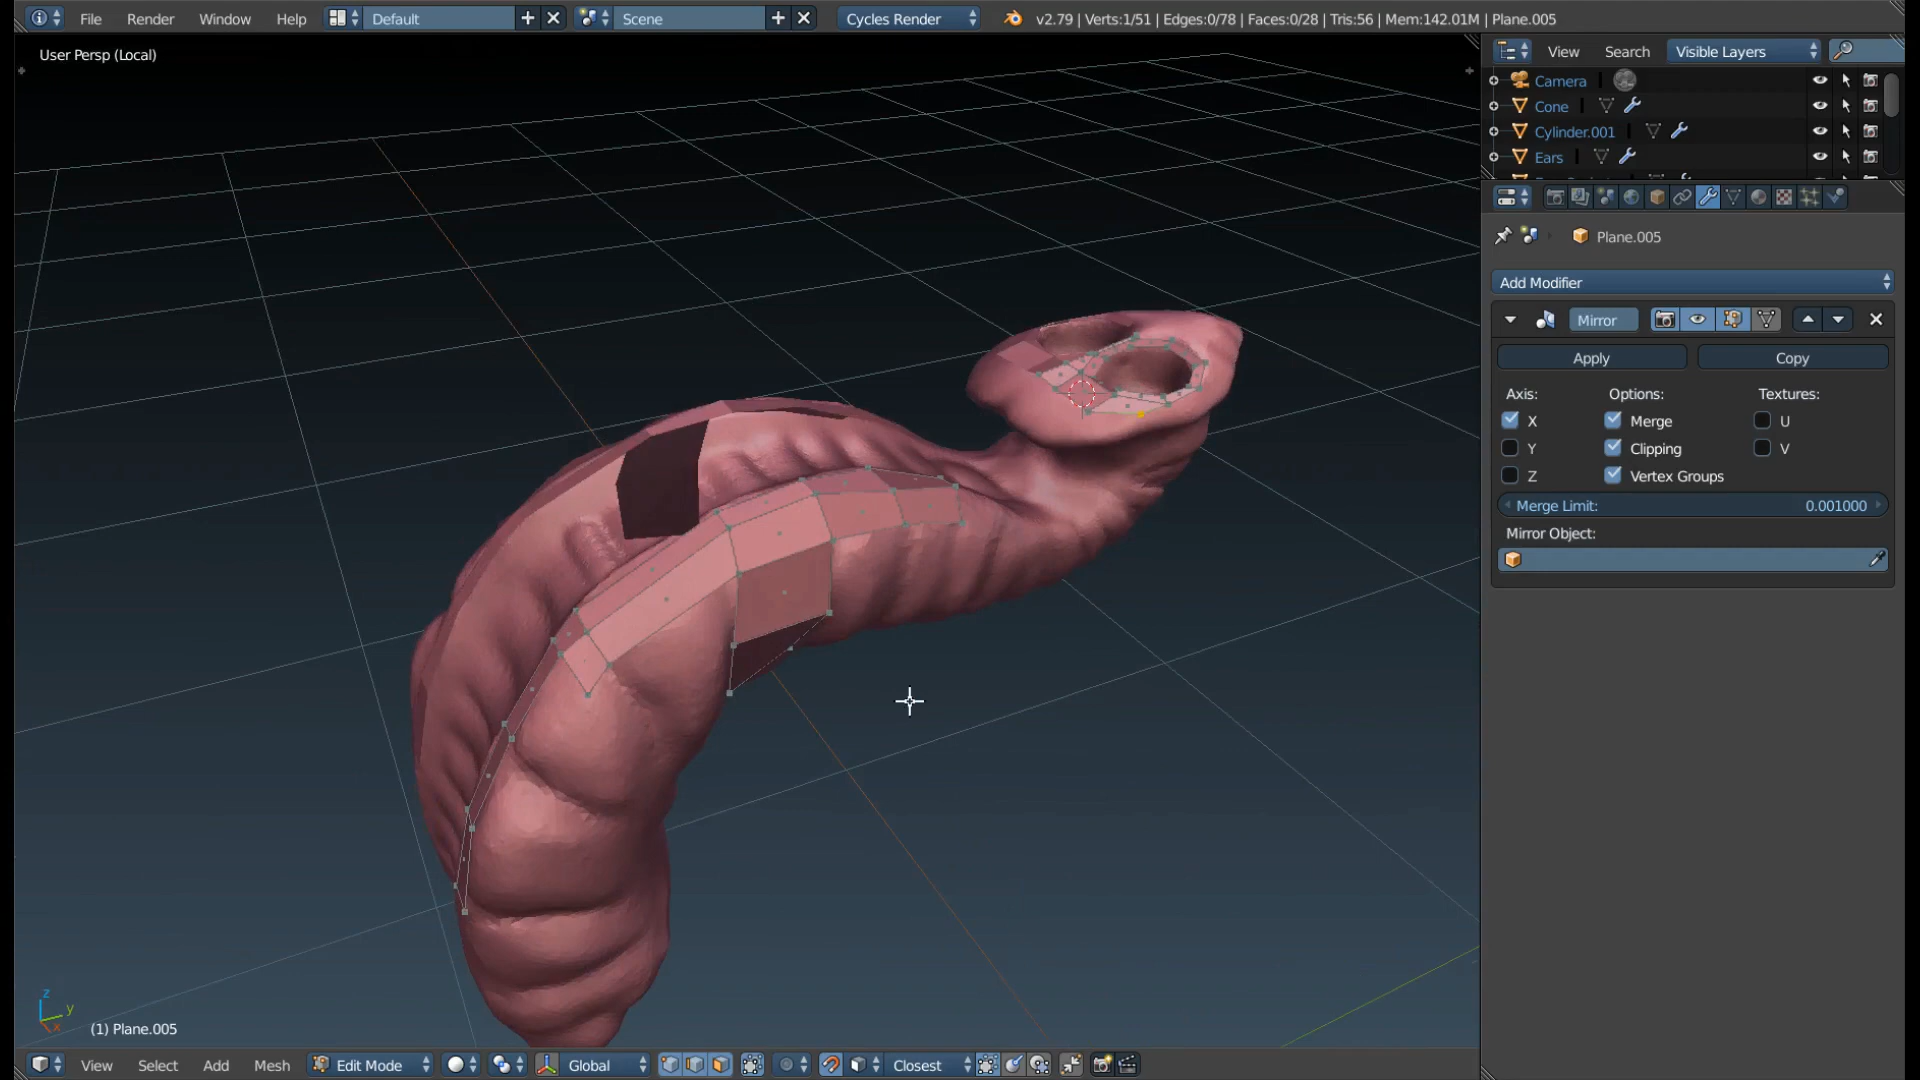 File Render Window Help Default Scene Cycles Render v2.79 | Verts:1/51 | Edges:0/78 | Faces:0/28 | Tris:56 | Mem:142.01M | Plane.005
User Persp (Local)
View Search Visible Layers
Camera
Cone
Cylinder.001
Ears
Plane.005
Add Modifier
Mirror
Apply Copy
Axis: Options: Textures:
X Merge U
Y Clipping V
Z Vertex Groups
Merge Limit: 0.001000
Mirror Object:
z
y
x
(1) Plane.005
View Select Add Mesh Edit Mode Global Closest